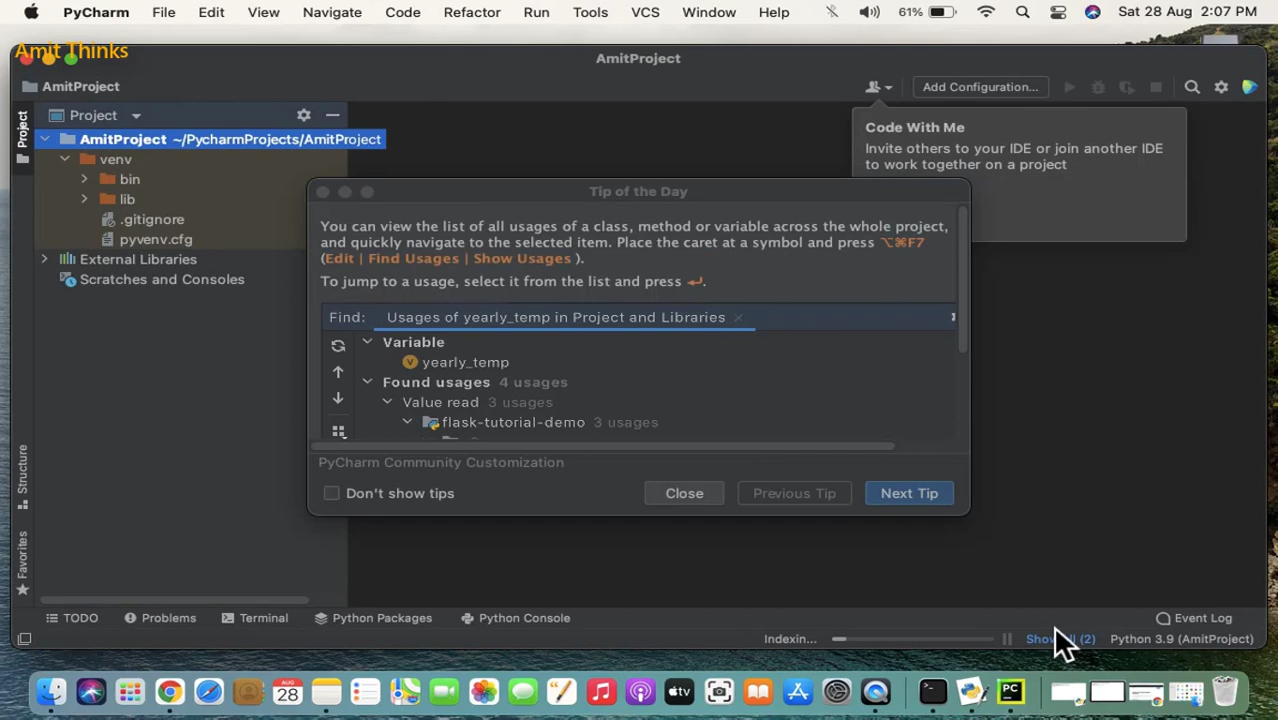 PyCharm File Edit View Navigate Code Refactor Run Tools VCS Window Help 61% Sat 28 Aug 2:07 PM
Amit Thinks
AmitProject
AmitProject Add Configuration...
Project
Project
AmitProject ~/PycharmProjects/AmitProject
venv
bin
lib
.gitignore
pyvenv.cfg
External Libraries
Scratches and Consoles
Code With Me
Invite others to your IDE or join another IDE
to work together on a project
Tip of the Day
You can view the list of all usages of a class, method or variable across the whole project,
and quickly navigate to the selected item. Place the caret at a symbol and press ⌥⌘F7
(Edit | Find Usages | Show Usages ).
To jump to a usage, select it from the list and press ↩.
Find: Usages of yearly_temp in Project and Libraries
Variable
V yearly_temp
Found usages 4 usages
Value read 3 usages
flask-tutorial-demo 3 usages
PyCharm Community Customization
Don't show tips Close Previous Tip Next Tip
Structure
Favorites
TODO Problems Terminal Python Packages Python Console Event Log
Indexin... (2) Python 3.9 (AmitProject)
AUG
28
tv
PC